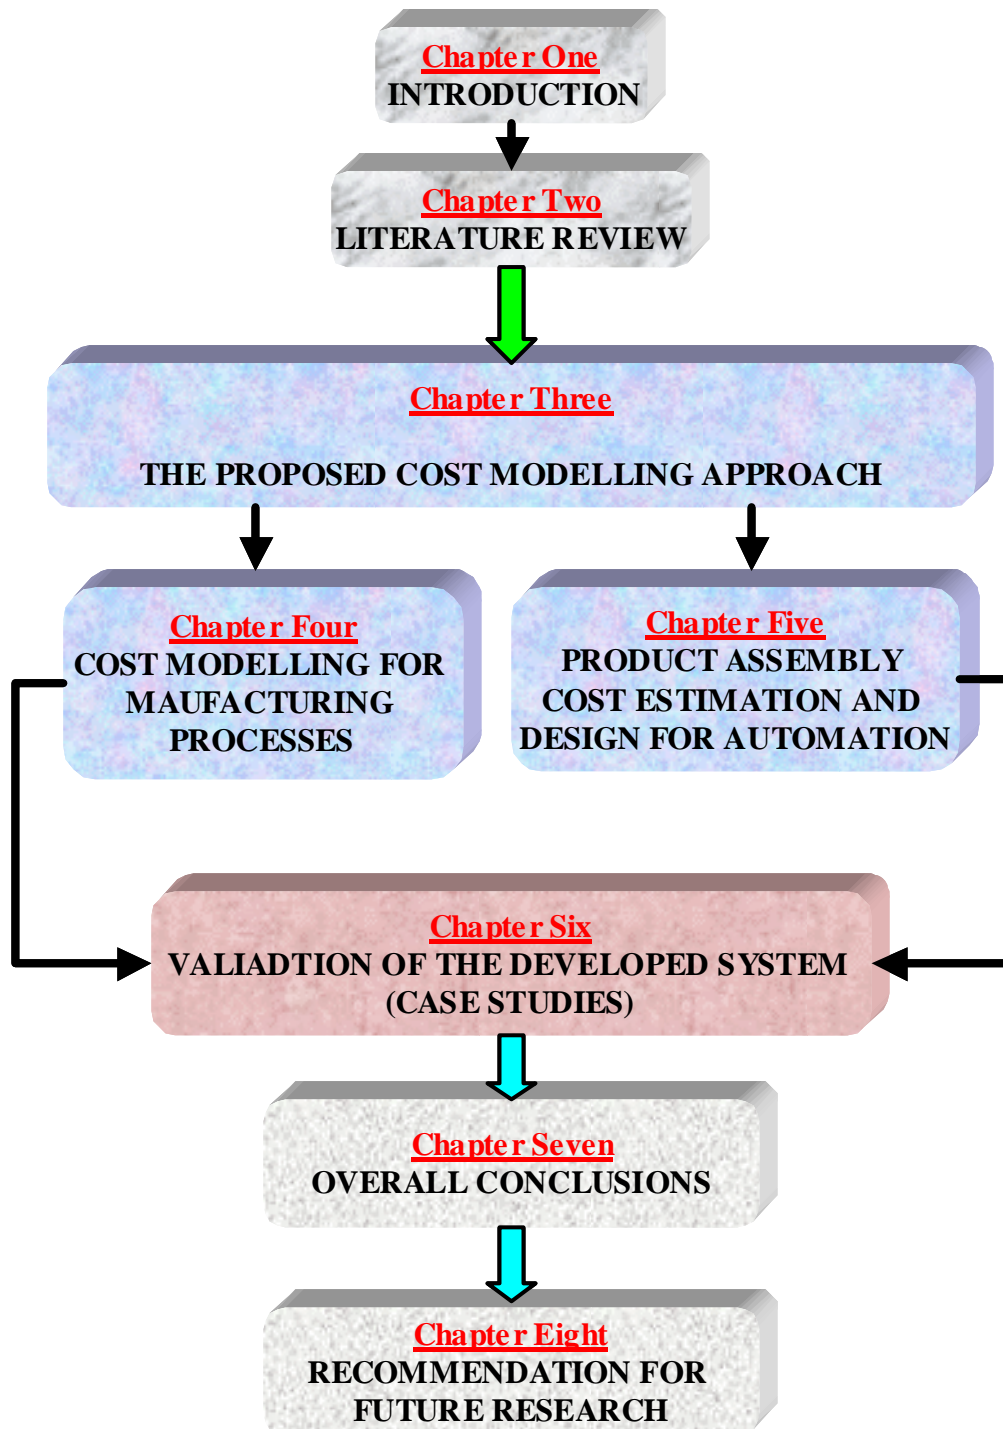 Chapter One
INTRODUCTION
Chapter Two
LITERATURE REVIEW
Chapter Three
THE PROPOSED COST MODELLING APPROACH
Chapter Four
COST MODELLING FOR
MAUFACTURING
PROCESSES
Chapter Five
PRODUCT ASSEMBLY
COST ESTIMATION AND
DESIGN FOR AUTOMATION
Chapter Six
VALIADTION OF THE DEVELOPED SYSTEM
(CASE STUDIES)
Chapter Seven
OVERALL CONCLUSIONS
Chapter Eight
RECOMMENDATION FOR
FUTURE RESEARCH